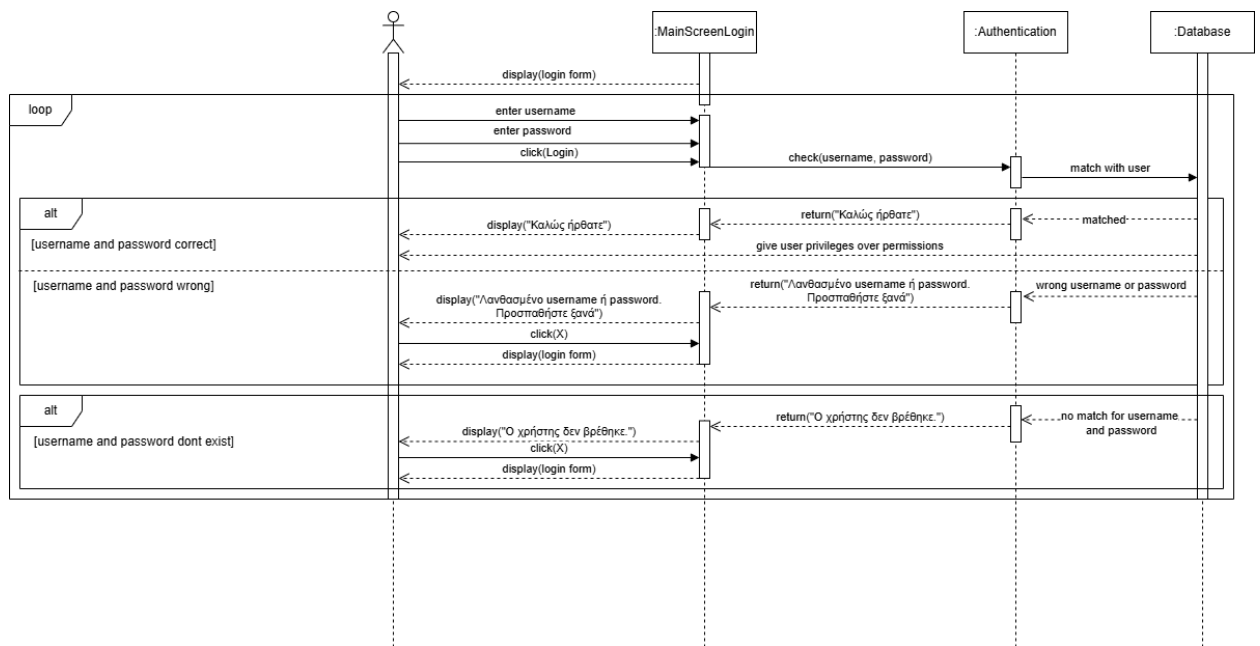 :MainScreenLogin
:Authentication
:Database
display(login form)
loop
enter username
enter password
click(Login)
check(username, password)
match with user
alt
return("Καλώς ήρθατε")
matched
display("Καλώς ήρθατε")
[username and password correct]
give user privileges over permissions
[username and password wrong]
return("Λανθασμένο username ή password.
Προσπαθήστε ξανά")
wrong username or password
display("Λανθασμένο username ή password.
Προσπαθήστε ξανά")
click(X)
display(login form)
alt
return("Ο χρήστης δεν βρέθηκε.")
no match for username
and password
display("Ο χρήστης δεν βρέθηκε.")
[username and password dont exist]
click(X)
display(login form)